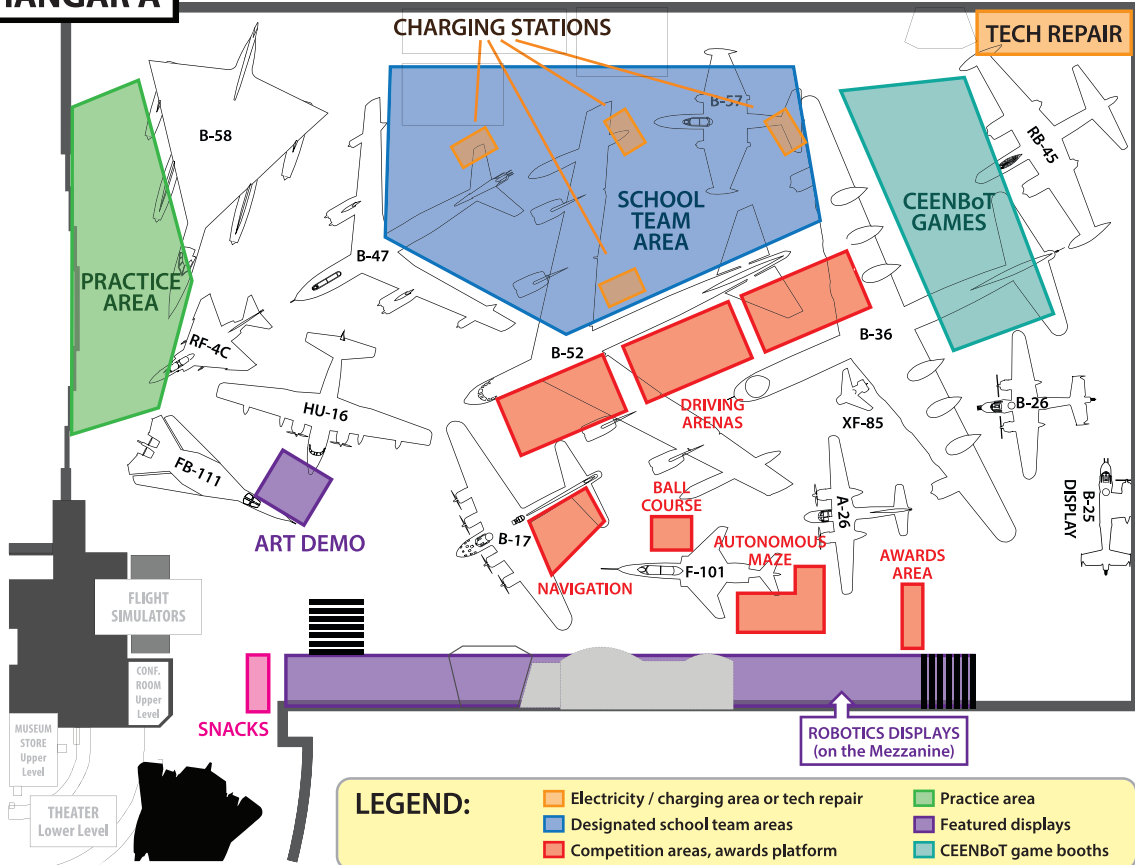 HANGAR A
CHARGING STATIONS
TECH REPAIR
B-58
B-57
RB-45
SCHOOL
TEAM
AREA
CEENBoT
GAMES
B-47
PRACTICE
AREA
RF-4C
B-52
B-36
HU-16
DRIVING
ARENAS
XF-85
B-26
FB-111
BALL
COURSE
A-26
B-25
DISPLAY
ART DEMO
B-17
AUTONOMOUS
MAZE
AWARDS
AREA
F-101
NAVIGATION
FLIGHT
SIMULATORS
CONF.
ROOM
Upper
Level
SNACKS
MUSEUM
STORE
Upper
Level
ROBOTICS DISPLAYS
(on the Mezzanine)
THEATER
Lower Level
LEGEND:
Electricity / charging area or tech repair
Designated school team areas
Competition areas, awards platform
Practice area
Featured displays
CEENBoT game booths